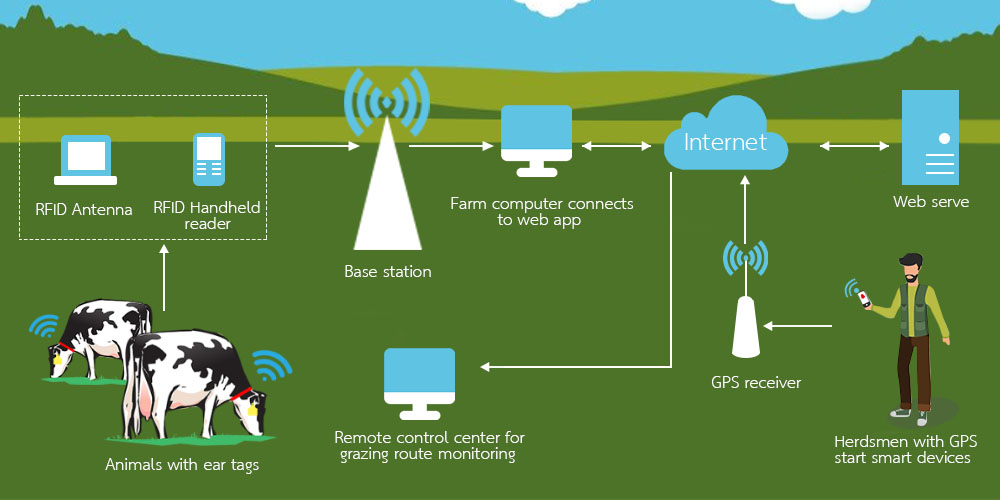 RFID Antenna
RFID Handheld
reader
Base station
Farm computer connects
to web app
Internet
Web serve
Animals with ear tags
Remote control center for
grazing route monitoring
GPS receiver
Herdsmen with GPS
start smart devices